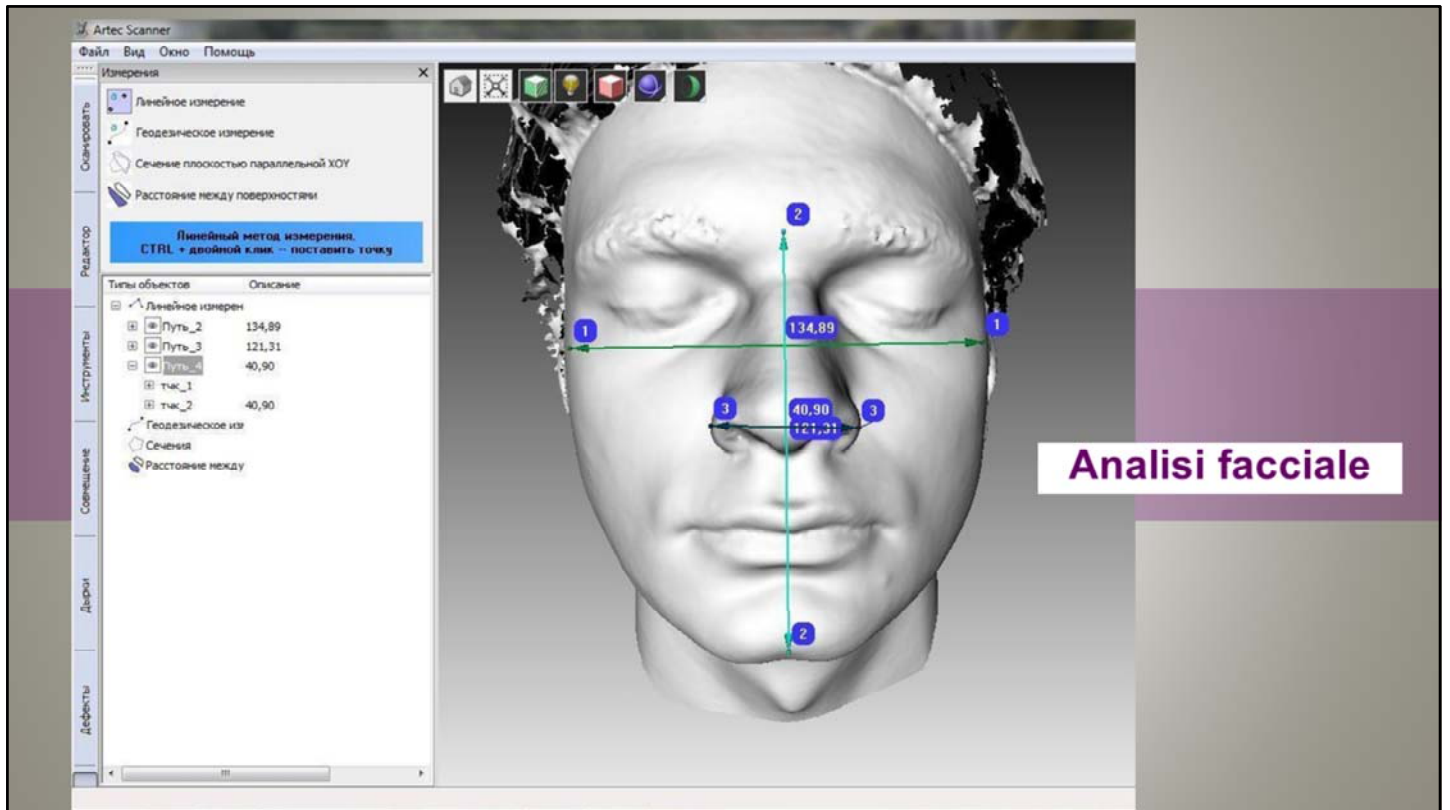 Artec Scanner
Файл Вид Окно Помощь
Измерения
Линейное измерение
Геодезическое измерение
Сечение плоскостью параллельной XOY
Расстояние между поверхностями
Линейный метод измерения.
CTRL + двойной клик -- поставить точку
Типы объектов Описание
Линейное измерен
Путь_2 134,89
Путь_3 121,31
Путь_4 40,90
тчк_1
тчк_2 40,90
Геодезическое изг
Сечения
Расстояние между
Сканировать
Редактор
Инструменты
Совмещение
Дырки
Дефекты
2
134,89
1
1
3
40,90
3
121,31
2
Analisi facciale